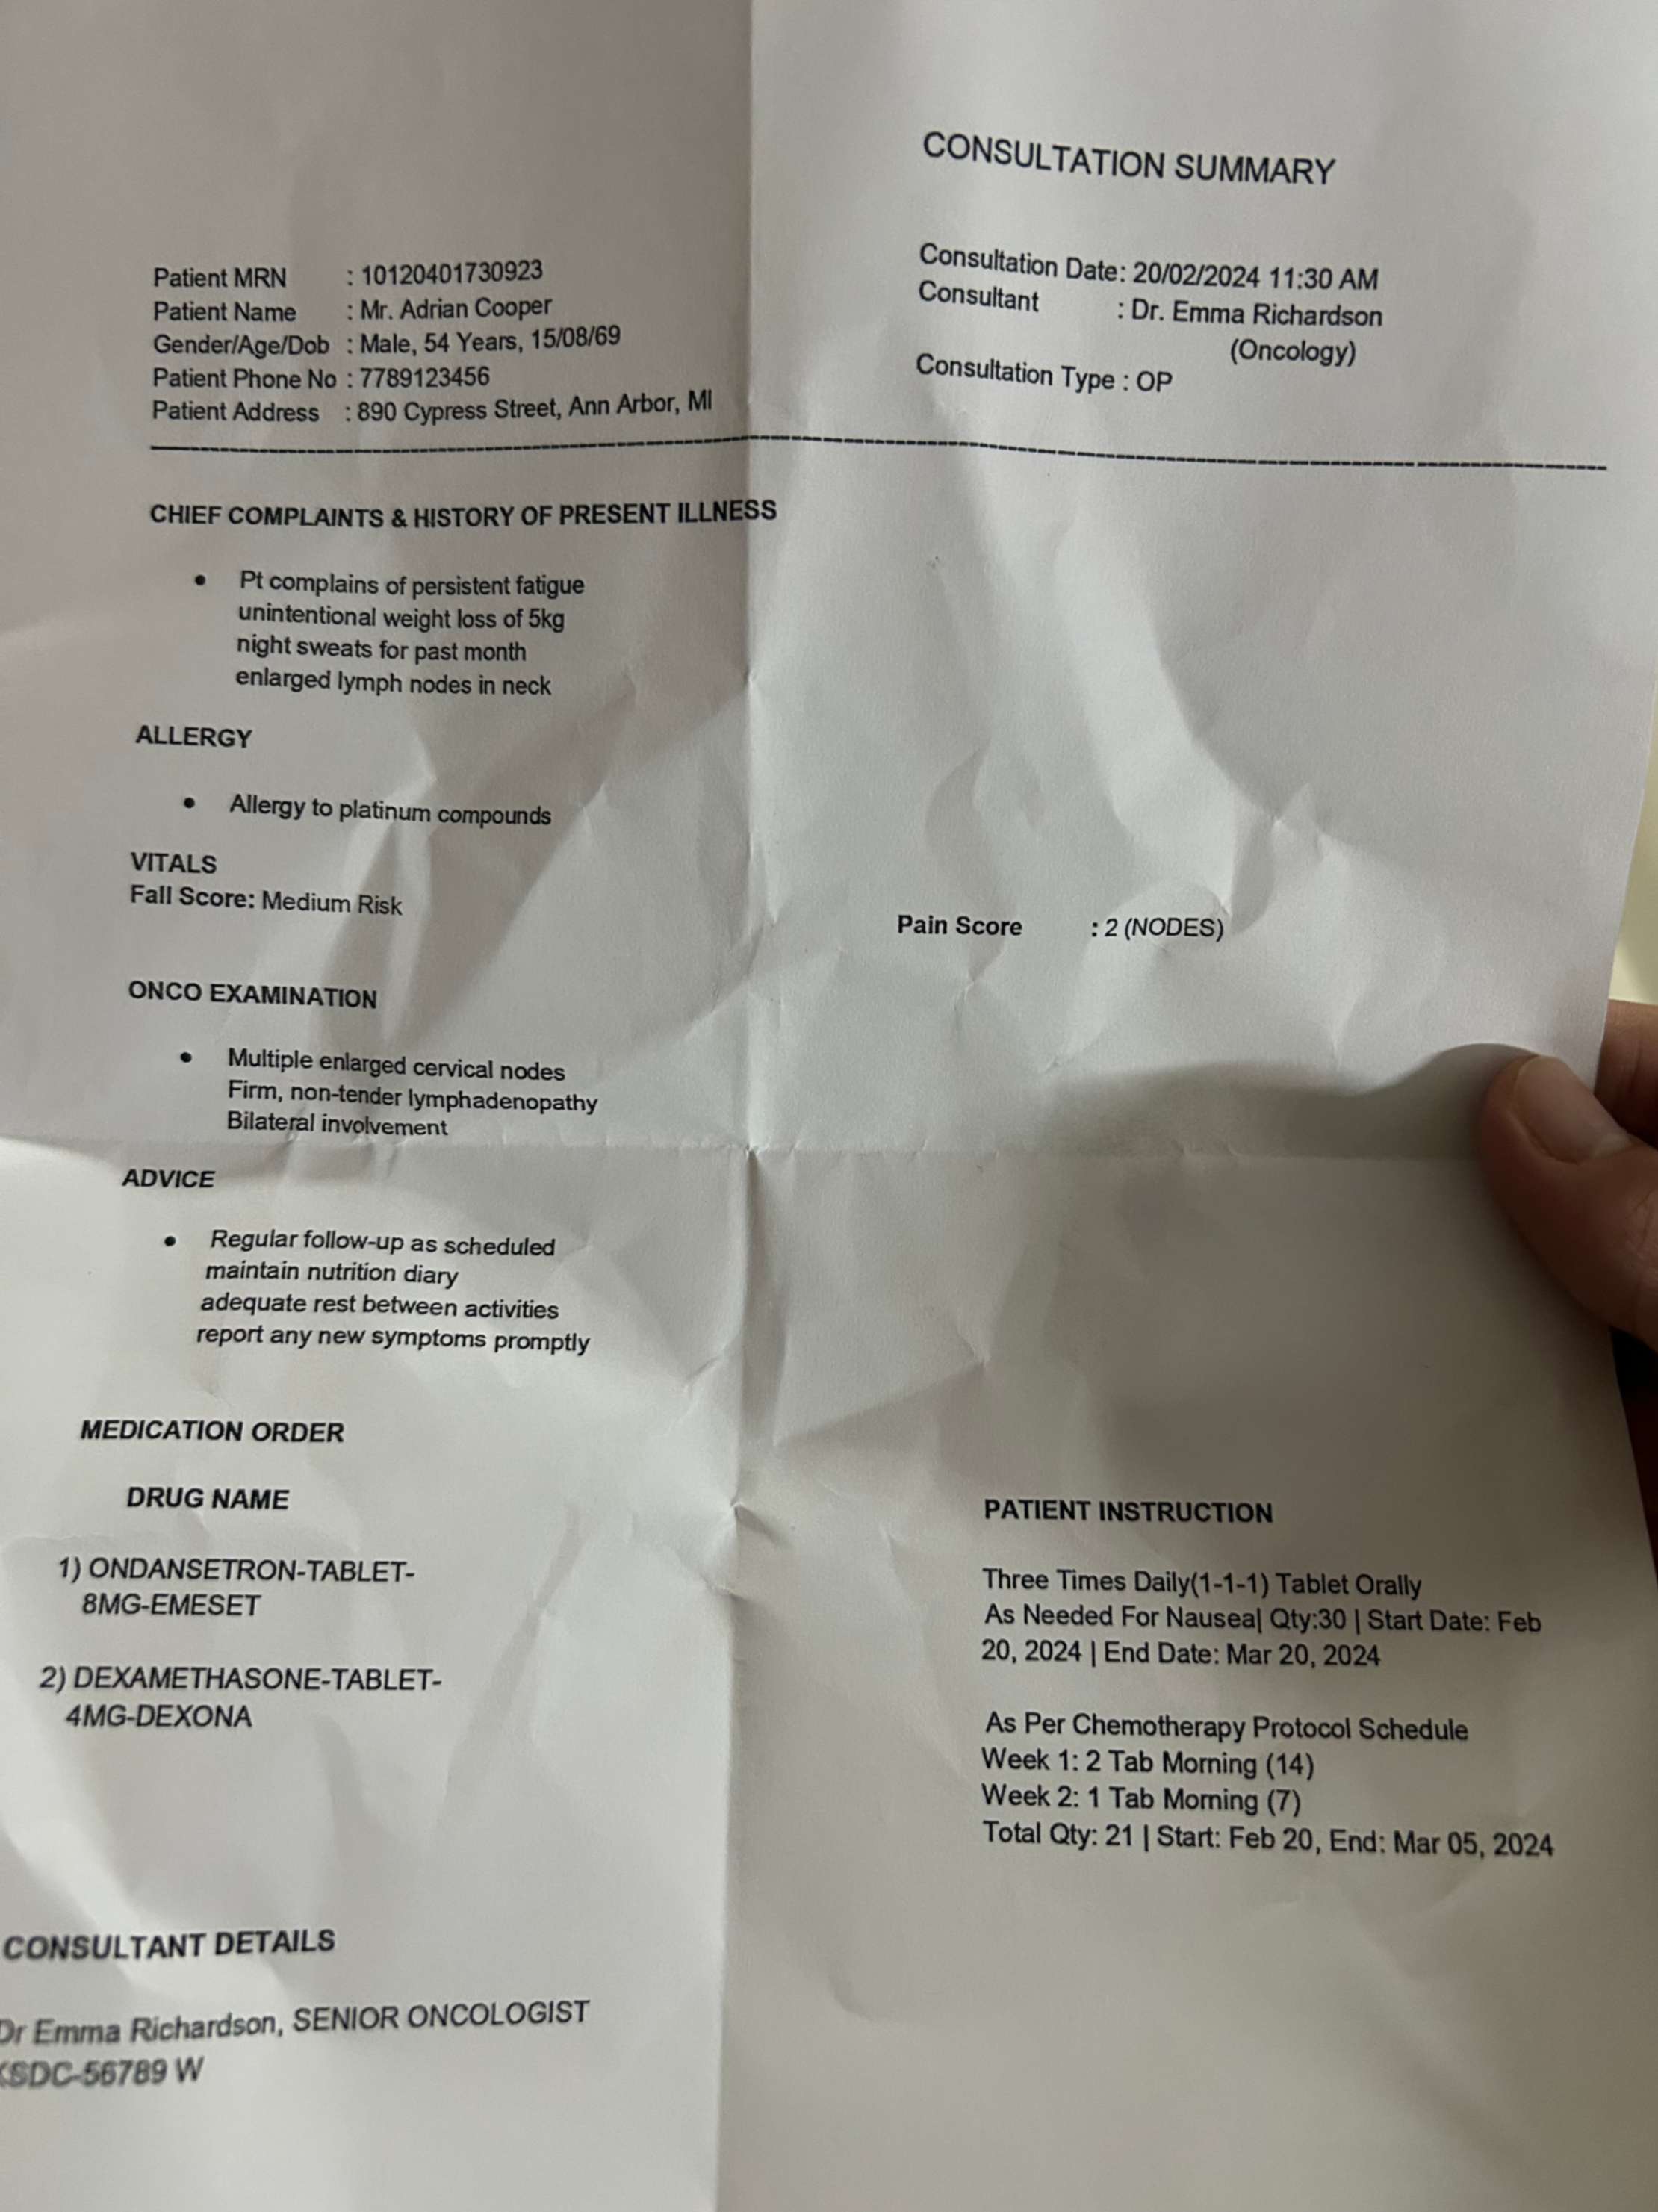 CONSULTATION SUMMARY
Patient MRN : 10120401730923
Patient Name : Mr. Adrian Cooper
Gender/Age/Dob : Male, 54 Years, 15/08/69
Patient Phone No : 7789123456
Patient Address : 890 Cypress Street, Ann Arbor, MI
Consultation Date: 20/02/2024 11:30 AM
Consultant : Dr. Emma Richardson
(Oncology)
Consultation Type : OP
CHIEF COMPLAINTS & HISTORY OF PRESENT ILLNESS
• Pt complains of persistent fatigue
unintentional weight loss of 5kg
night sweats for past month
enlarged lymph nodes in neck
ALLERGY
• Allergy to platinum compounds
VITALS
Fall Score: Medium Risk
Pain Score : 2 (NODES)
ONCO EXAMINATION
• Multiple enlarged cervical nodes
Firm, non-tender lymphadenopathy
Bilateral involvement
ADVICE
• Regular follow-up as scheduled
maintain nutrition diary
adequate rest between activities
report any new symptoms promptly
MEDICATION ORDER
DRUG NAME
PATIENT INSTRUCTION
1) ONDANSETRON-TABLET-
8MG-EMESET
Three Times Daily(1-1-1) Tablet Orally
As Needed For Nausea| Qty:30 | Start Date: Feb
20, 2024 | End Date: Mar 20, 2024
2) DEXAMETHASONE-TABLET-
4MG-DEXONA
As Per Chemotherapy Protocol Schedule
Week 1: 2 Tab Morning (14)
Week 2: 1 Tab Morning (7)
Total Qty: 21 | Start: Feb 20, End: Mar 05, 2024
CONSULTANT DETAILS
Dr Emma Richardson, SENIOR ONCOLOGIST
KSDC-56789 W